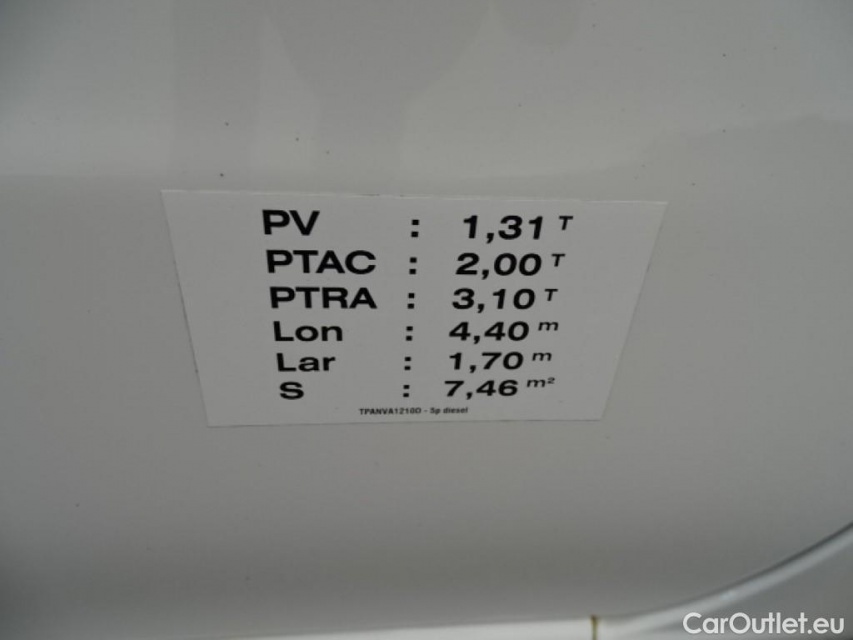 PV : 1,31 T
PTAC : 2,00 T
PTRA : 3,10 T
Lon : 4,40 m
Lar : 1,70 m
S : 7,46 m²
TPANVA1210D - 5p diesel
CarOutlet.eu